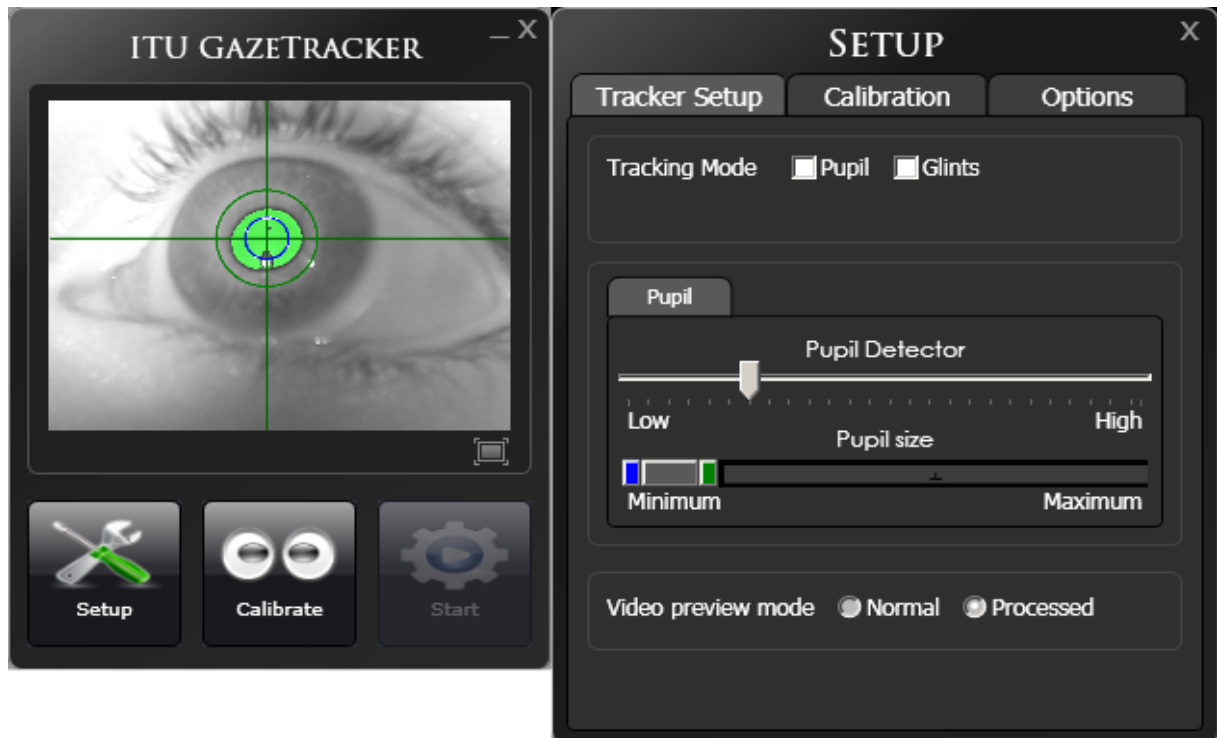 ITU GAZETRACKER
_ X
Setup
Calibrate
Start
SETUP
X
Tracker Setup
Calibration
Options
Tracking Mode
Pupil
Glints
Pupil
Pupil Detector
Low
High
Pupil size
Minimum
Maximum
Video preview mode
Normal
Processed